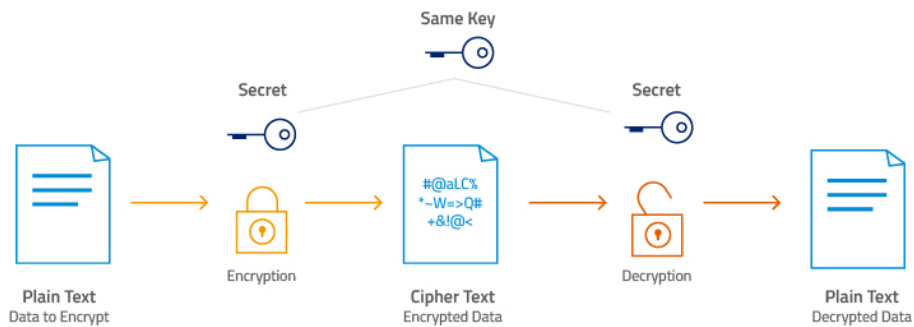 Same Key
Secret
Secret
#@aLC%
*~W=>Q#
+&!@<
Encryption
Decryption
Plain Text
Data to Encrypt
Cipher Text
Encrypted Data
Plain Text
Decrypted Data